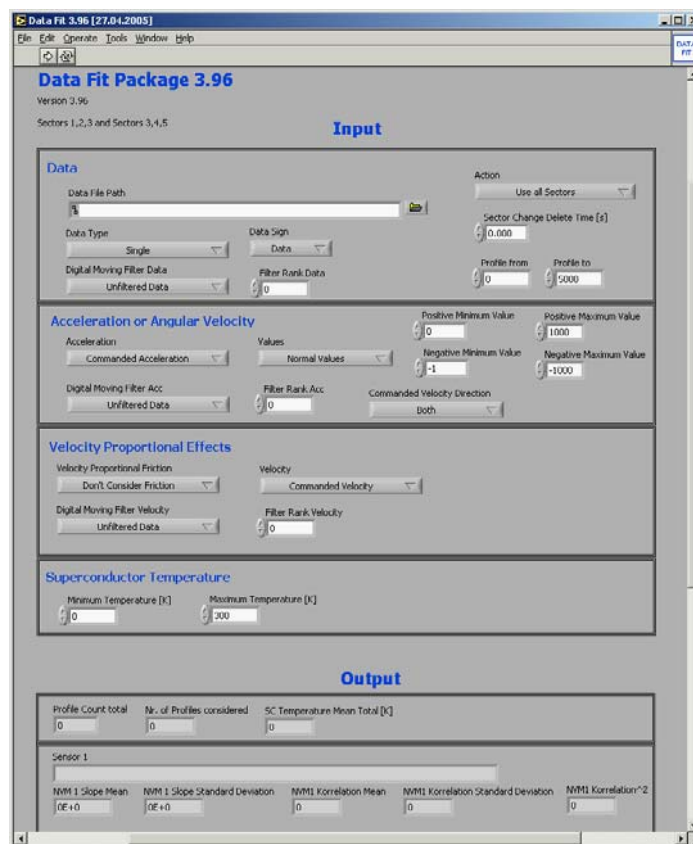 Data Fit 3.96 [27.04.2005]
File Edit Operate Tools Window Help
DATA
FIT
Data Fit Package 3.96
Version 3.96
Sectors 1,2,3 and Sectors 3,4,5
Input
Data
Action
Use all Sectors
Data File Path
Sector Change Delete Time [s]
0.000
Data Type
Data Sign
Single
Data
Digital Moving Filter Data
Filter Rank Data
Profile from
Profile to
Unfiltered Data
0
0
5000
Acceleration or Angular Velocity
Positive Minimum Value
Positive Maximum Value
0
1000
Acceleration
Values
Commanded Acceleration
Normal Values
Negative Minimum Value
Negative Maximum Value
-1
-1000
Digital Moving Filter Acc
Filter Rank Acc
Commanded Velocity Direction
Unfiltered Data
0
Both
Velocity Proportional Effects
Velocity Proportional Friction
Velocity
Don't Consider Friction
Commanded Velocity
Digital Moving Filter Velocity
Filter Rank Velocity
Unfiltered Data
0
Superconductor Temperature
Minimum Temperature [K]
Maximum Temperature [K]
0
300
Output
Profile Count total
Nr. of Profiles considered
SC Temperature Mean Total [K]
0
0
0
Sensor 1
NVM 1 Slope Mean
NVM 1 Slope Standard Deviation
NVM1 Korrelation Mean
NVM1 Korrelation Standard Deviation
NVM1 Korrelation^2
0E+0
0E+0
0
0
0